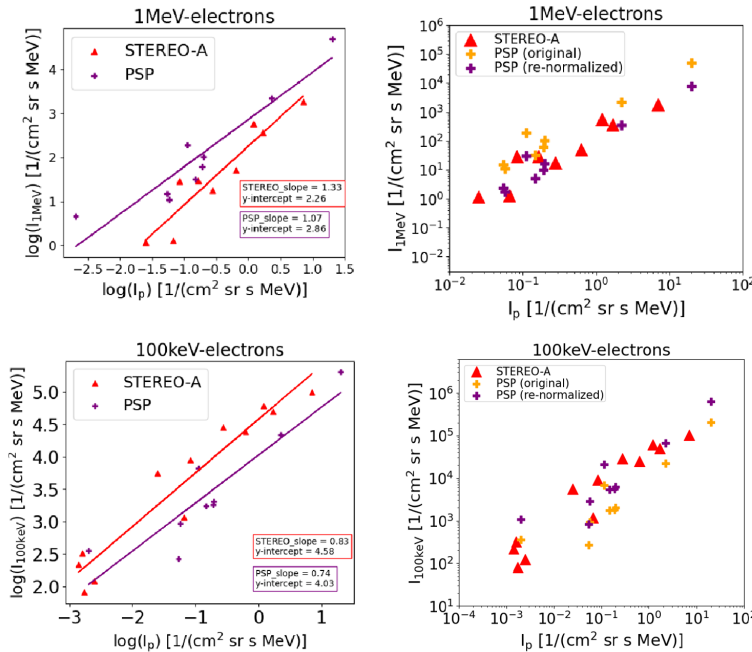 1MeV-electrons
STEREO-A
PSP
log(I1MeV) [1/(cm² sr s MeV)]
4
3
2
1
0
STEREO_slope = 1.33
y-intercept = 2.26
PSP_slope = 1.07
y-intercept = 2.86
−2.5 −2.0 −1.5 −1.0 −0.5 0.0 0.5 1.0 1.5
log(Ip) [1/(cm² sr s MeV)]
1MeV-electrons
STEREO-A
PSP (original)
PSP (re-normalized)
I1MeV [1/(cm² sr s MeV)]
10⁶
10⁵
10⁴
10³
10²
10¹
10⁰
10⁻¹
10⁻²
10⁻² 10⁻¹ 10⁰ 10¹ 10²
Ip [1/(cm² sr s MeV)]
100keV-electrons
STEREO-A
PSP
log(I100keV) [1/(cm² sr s MeV)]
5.0
4.5
4.0
3.5
3.0
2.5
2.0
STEREO_slope = 0.83
y-intercept = 4.58
PSP_slope = 0.74
y-intercept = 4.03
−3 −2 −1 0 1
log(Ip) [1/(cm² sr s MeV)]
100keV-electrons
STEREO-A
PSP (original)
PSP (re-normalized)
I100keV [1/(cm² sr s MeV)]
10⁶
10⁵
10⁴
10³
10²
10¹
10⁻⁴ 10⁻³ 10⁻² 10⁻¹ 10⁰ 10¹ 10²
Ip [1/(cm² sr s MeV)]